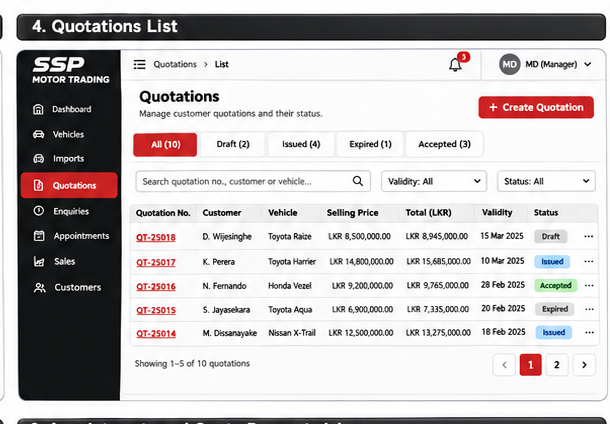 4. Quotations List
SSP
MOTOR TRADING
Dashboard
Vehicles
Imports
Quotations
Enquiries
Appointments
Sales
Customers
Quotations > List
3
MD
MD (Manager)
Quotations
Manage customer quotations and their status.
+ Create Quotation
All (10)
Draft (2)
Issued (4)
Expired (1)
Accepted (3)
Search quotation no., customer or vehicle...
Validity: All
Status: All
Quotation No. Customer Vehicle Selling Price Total (LKR) Validity Status
QT-25018 D. Wijesinghe Toyota Raize LKR 8,500,000.00 LKR 8,945,000.00 15 Mar 2025 Draft ...
QT-25017 K. Perera Toyota Harrier LKR 14,800,000.00 LKR 15,685,000.00 10 Mar 2025 Issued ...
QT-25016 N. Fernando Honda Vezel LKR 9,200,000.00 LKR 9,765,000.00 28 Feb 2025 Accepted ...
QT-25015 S. Jayasekara Toyota Aqua LKR 6,900,000.00 LKR 7,335,000.00 20 Feb 2025 Expired ...
QT-25014 M. Dissanayake Nissan X-Trail LKR 12,500,000.00 LKR 13,275,000.00 18 Feb 2025 Issued ...
Showing 1–5 of 10 quotations
< 1 2 >